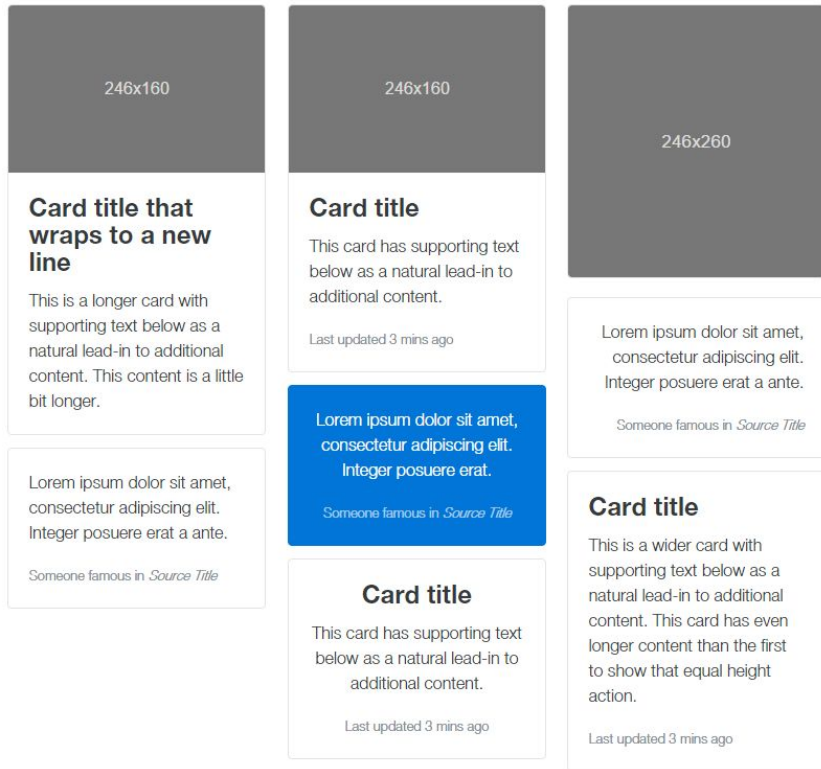 246x160
Card title that
wraps to a new
line
This is a longer card with
supporting text below as a
natural lead-in to additional
content. This content is a little
bit longer.
Lorem ipsum dolor sit amet,
consectetur adipiscing elit.
Integer posuere erat a ante.
Someone famous in Source Title
246x160
Card title
This card has supporting text
below as a natural lead-in to
additional content.
Last updated 3 mins ago
Lorem ipsum dolor sit amet,
consectetur adipiscing elit.
Integer posuere erat.
Someone famous in Source Title
Card title
This card has supporting text
below as a natural lead-in to
additional content.
Last updated 3 mins ago
246x260
Lorem ipsum dolor sit amet,
consectetur adipiscing elit.
Integer posuere erat a ante.
Someone famous in Source Title
Card title
This is a wider card with
supporting text below as a
natural lead-in to additional
content. This card has even
longer content than the first
to show that equal height
action.
Last updated 3 mins ago